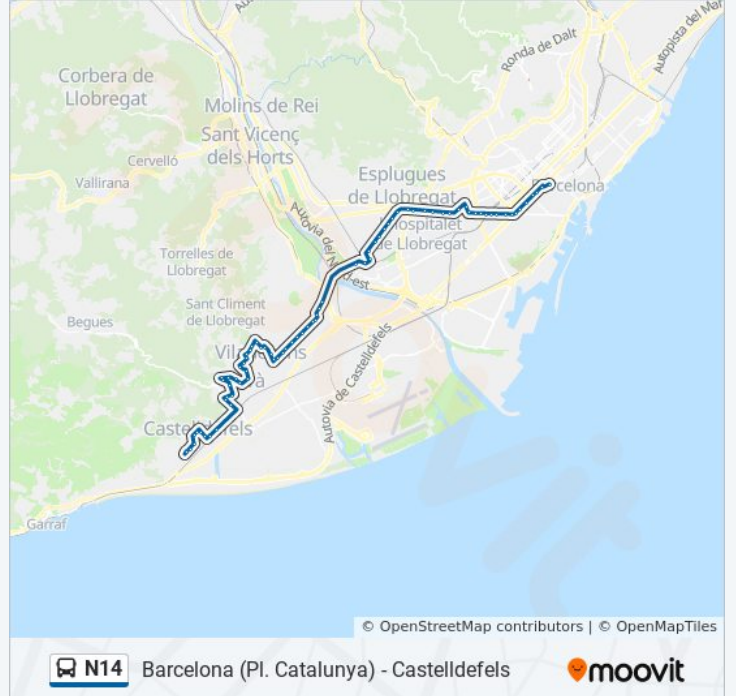 Ronda de Dalt
Autopista del Mar
Corbera de
Llobregat
Molins de Rei
Sant Vicenç
dels Horts
Cervelló
Vallirana
Esplugues
de Llobregat
celona
Hospitalet
de Llobregat
Autovia del Nord-est
Torrelles de
Llobregat
Sant Climent
de Llobregat
Begues
Castelldefels
Autovia de Castelldefels
Garraf
© OpenStreetMap contributors | © OpenMapTiles
N14 Barcelona (Pl. Catalunya) - Castelldefels moovit